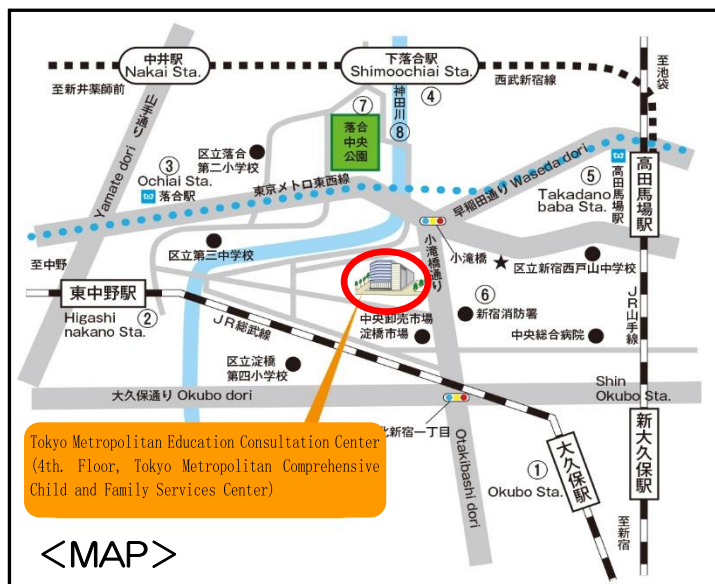 中井駅
Nakai Sta.
下落合駅
Shimoochiai Sta.
至新井薬師前
西武新宿線
④
至池袋
山手通り
Yamate dori
神田川
⑧
⑦
落合
中央
公園
区立落合
第二小学校
③
Ochiai Sta.
落合駅
東京メトロ東西線
早稲田通り Waseda dori
高田馬場駅
高田馬場駅
⑤
Takadano
baba Sta.
小滝橋
小滝橋通り
区立第三中学校
至中野
区立新宿西戸山中学校
東中野駅
Higashi
nakano Sta.
②
JR総武線
⑥
新宿消防署
中央卸売市場
淀橋市場
中央総合病院
JR山手線
区立淀橋
第四小学校
大久保通り Okubo dori
Shin
Okubo Sta.
新大久保駅
北新宿一丁目
Otakibashi dori
①
Okubo Sta.
大久保駅
至新宿
Tokyo Metropolitan Education Consultation Center
(4th. Floor, Tokyo Metropolitan Comprehensive
Child and Family Services Center)
<MAP>